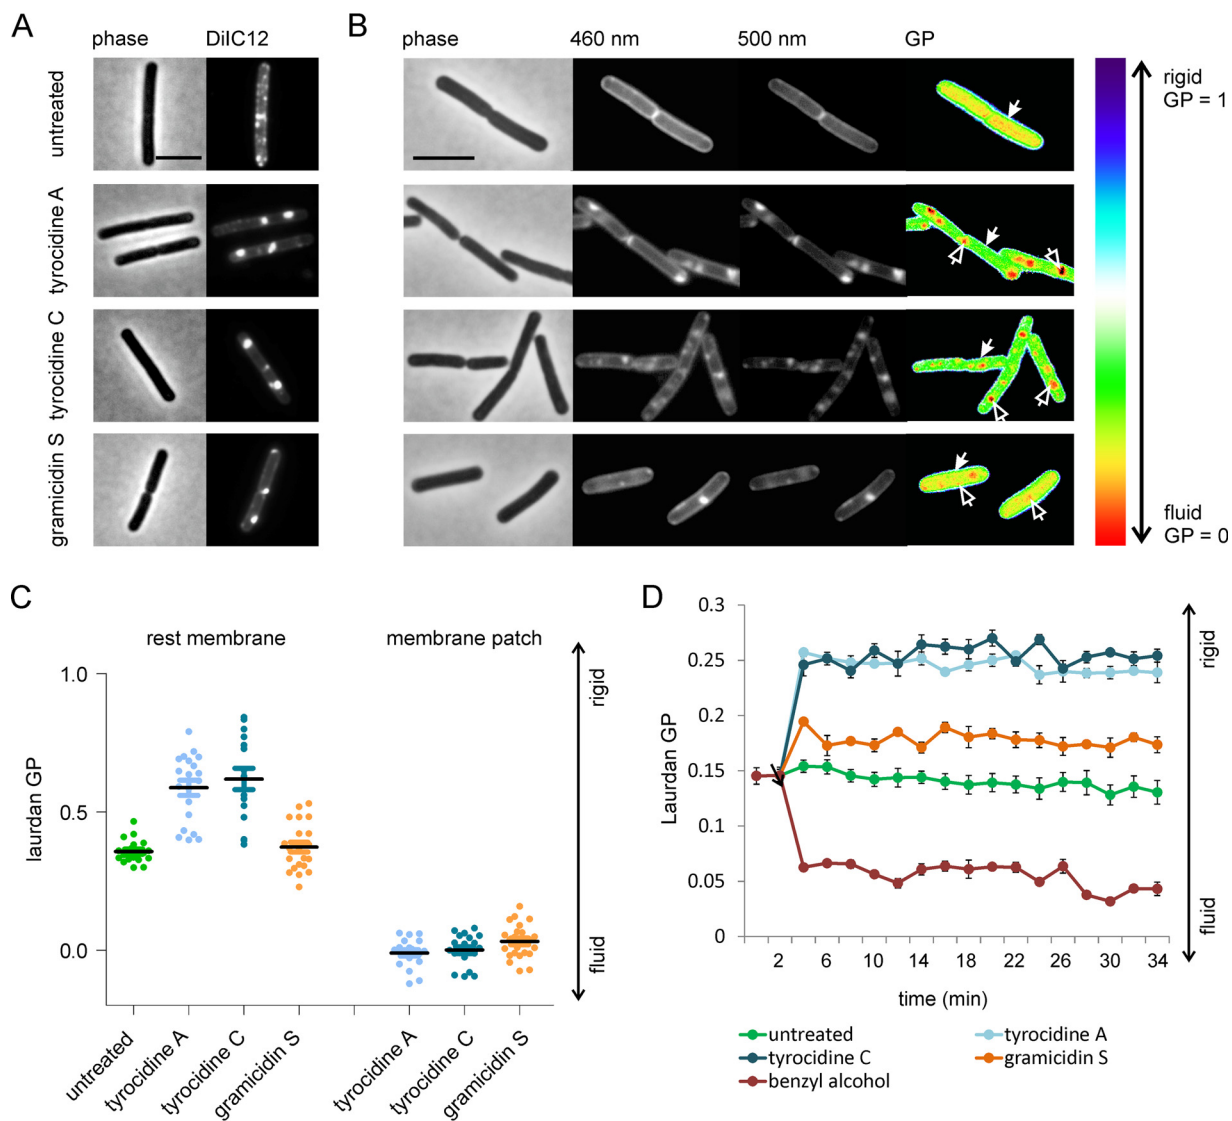 A
phase
DiIC12
untreated
tyrocidine A
tyrocidine C
gramicidin S
B
phase
460 nm
500 nm
GP
rigid
GP = 1
fluid
GP = 0
C
rest membrane
membrane patch
rigid
fluid
laurdan GP
1.0
0.5
0.0
untreated
tyrocidine A
tyrocidine C
gramicidin S
tyrocidine A
tyrocidine C
gramicidin S
D
Laurdan GP
0.3
0.25
0.2
0.15
0.1
0.05
0
rigid
fluid
2 6 10 14 18 22 26 30 34
time (min)
untreated
tyrocidine A
tyrocidine C
gramicidin S
benzyl alcohol